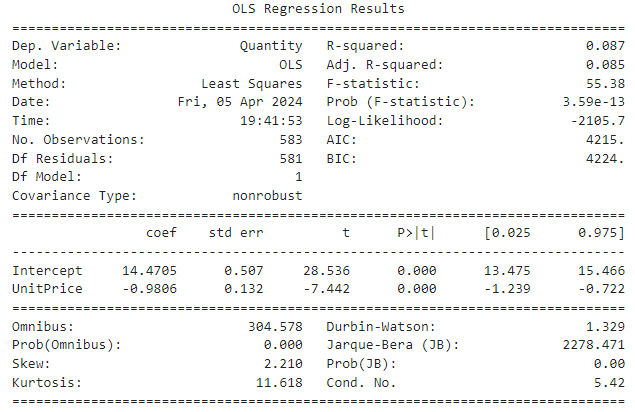 OLS Regression Results
==============================================================================
Dep. Variable: Quantity R-squared: 0.087
Model: OLS Adj. R-squared: 0.085
Method: Least Squares F-statistic: 55.38
Date: Fri, 05 Apr 2024 Prob (F-statistic): 3.59e-13
Time: 19:41:53 Log-Likelihood: -2105.7
No. Observations: 583 AIC: 4215.
Df Residuals: 581 BIC: 4224.
Df Model: 1
Covariance Type: nonrobust
==============================================================================
coef std err t P>|t| [0.025 0.975]
------------------------------------------------------------------------------
Intercept 14.4705 0.507 28.536 0.000 13.475 15.466
UnitPrice -0.9806 0.132 -7.442 0.000 -1.239 -0.722
==============================================================================
Omnibus: 304.578 Durbin-Watson: 1.329
Prob(Omnibus): 0.000 Jarque-Bera (JB): 2278.471
Skew: 2.210 Prob(JB): 0.00
Kurtosis: 11.618 Cond. No. 5.42
==============================================================================